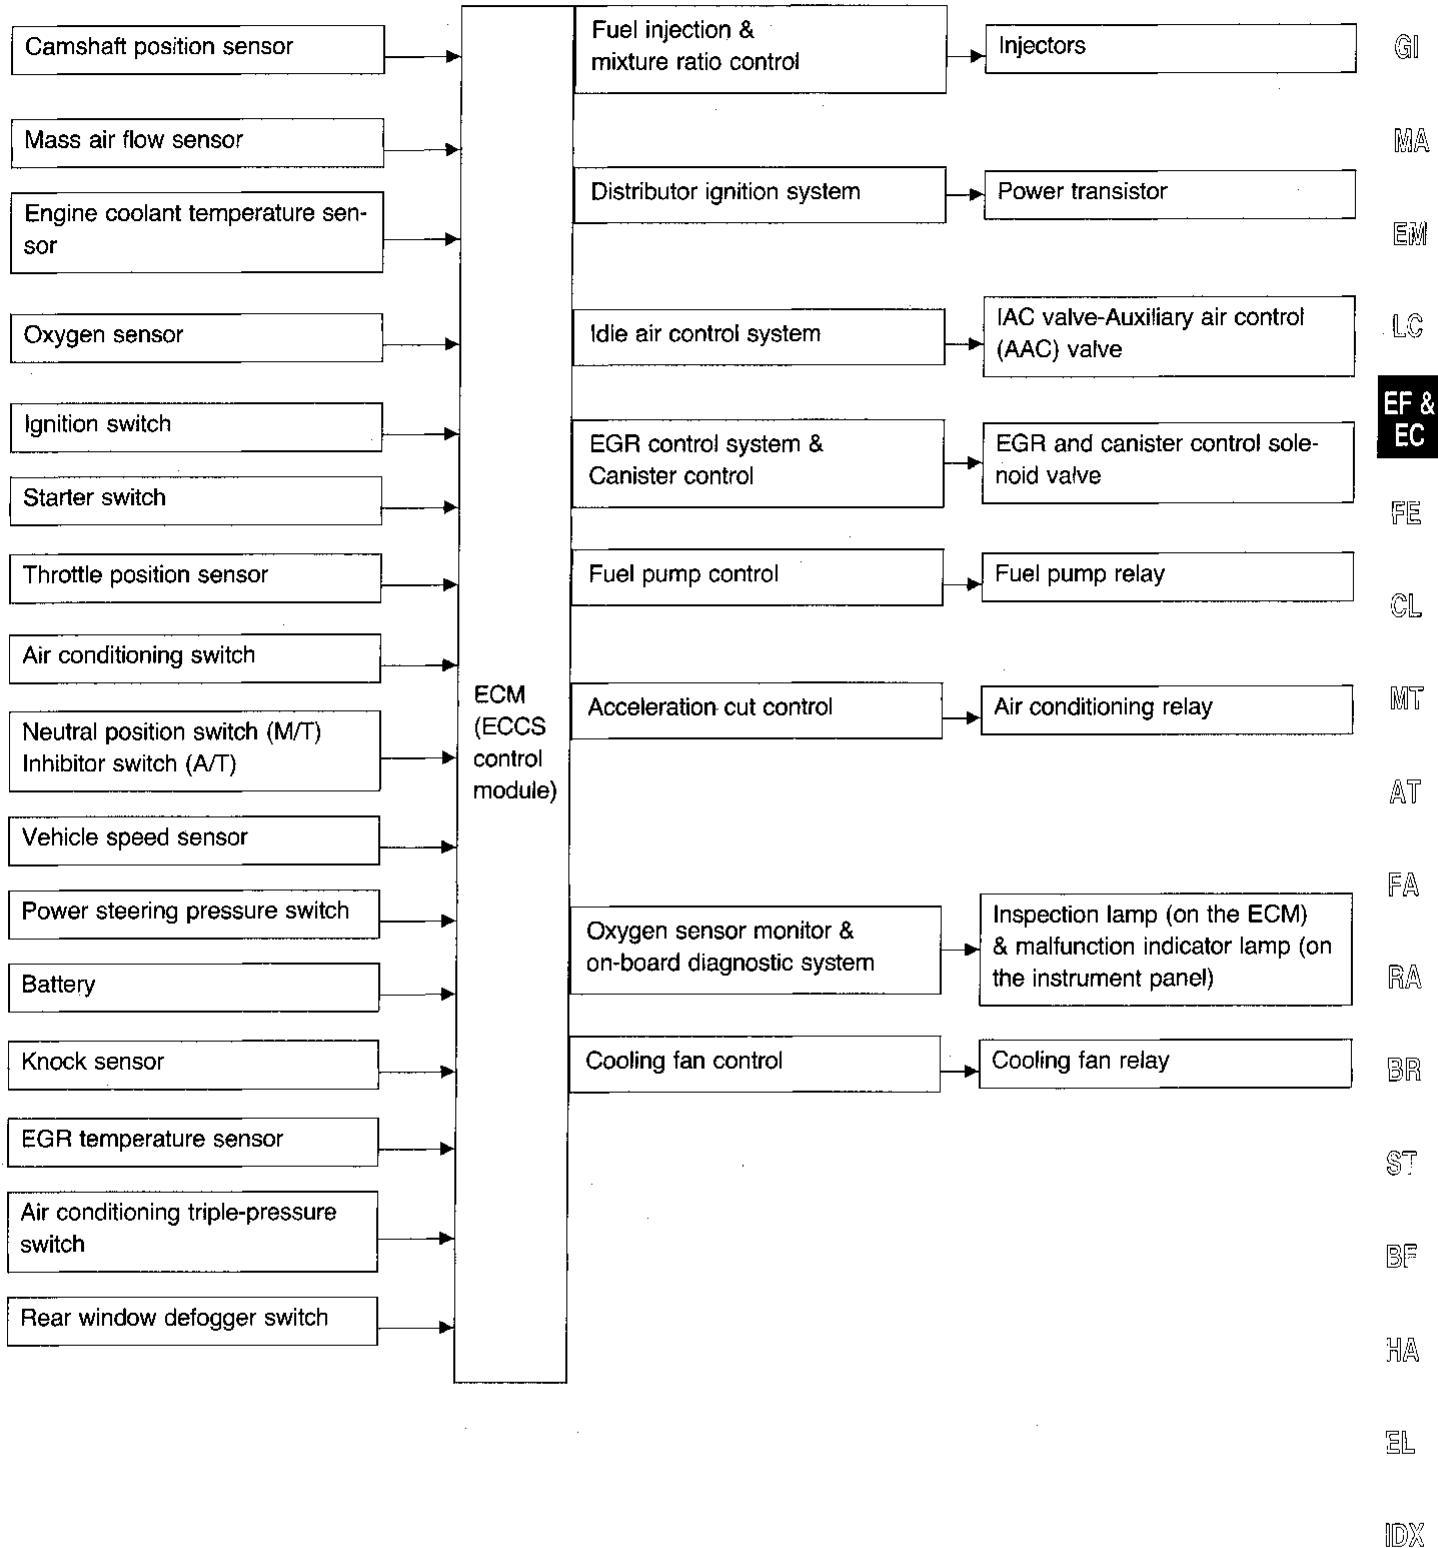 Camshaft position sensor
Mass air flow sensor
Engine coolant temperature sen-
sor
Oxygen sensor
Ignition switch
Starter switch
Throttle position sensor
Air conditioning switch
Neutral position switch (M/T)
Inhibitor switch (A/T)
Vehicle speed sensor
Power steering pressure switch
Battery
Knock sensor
EGR temperature sensor
Air conditioning triple-pressure
switch
Rear window defogger switch
ECM
(ECCS
control
module)
Fuel injection &
mixture ratio control
Injectors
Distributor ignition system
Power transistor
Idle air control system
IAC valve-Auxiliary air control
(AAC) valve
EGR control system &
Canister control
EGR and canister control sole-
noid valve
Fuel pump control
Fuel pump relay
Acceleration cut control
Air conditioning relay
Oxygen sensor monitor &
on-board diagnostic system
Inspection lamp (on the ECM)
& malfunction indicator lamp (on
the instrument panel)
Cooling fan control
Cooling fan relay
GI
MA
EM
LC
EF &
EC
FE
CL
MT
AT
FA
RA
BR
ST
BF
HA
EL
IDX